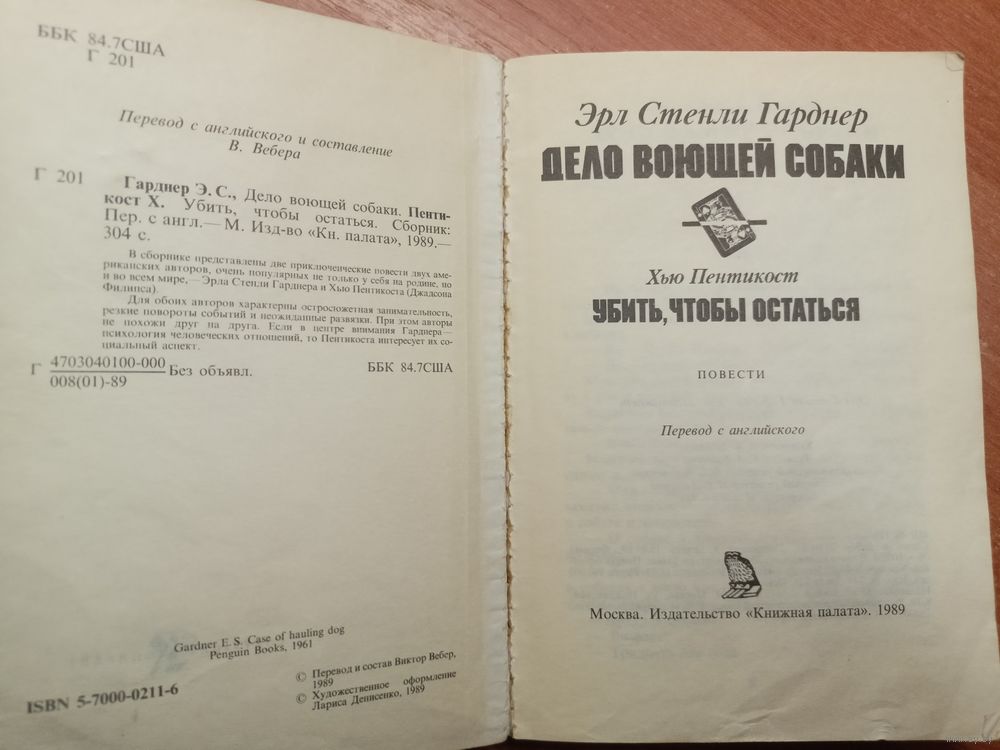 ББК 84.7США
Г 201
Перевод с английского и составление
В. Вебера
Г 201
Гарднер Э. С., Дело воющей собаки. Пенти-
кост Х. Убить, чтобы остаться. Сборник:
Пер. с англ.— М. Изд-во «Кн. палата», 1989.—
304 с.
В сборнике представлены две приключенческие повести двух аме-
риканских авторов, очень популярных не только у себя на родине, но
и во всем мире,— Эрла Стенли Гарднера и Хью Пентикоста (Джадсона
Филипса).
Для обоих авторов характерны остросюжетная занимательность,
резкие повороты событий и неожиданные развязки. При этом авторы
не похожи друг на друга. Если в центре внимания Гарднера—
психология человеческих отношений, то Пентикоста интересует их со-
циальный аспект.
Г 4703040100-000 Без объявл. ББК 84.7США
008(01)-89
Gardner E. S. Case of hauling dog
Penguin Books, 1961
ISBN 5-7000-0211-6
© Перевод и состав Виктор Вебер,
1989
© Художественное оформление
Лариса Денисенко, 1989
Эрл Стенли Гарднер
ДЕЛО ВОЮЩЕЙ СОБАКИ
Хью Пентикост
УБИТЬ, ЧТОБЫ ОСТАТЬСЯ
ПОВЕСТИ
Перевод с английского
Москва. Издательство «Книжная палата». 1989